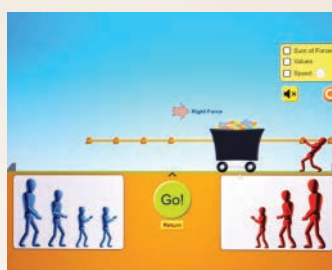 Sum of Forces
Values
Speed
Right Force
Go!
Return